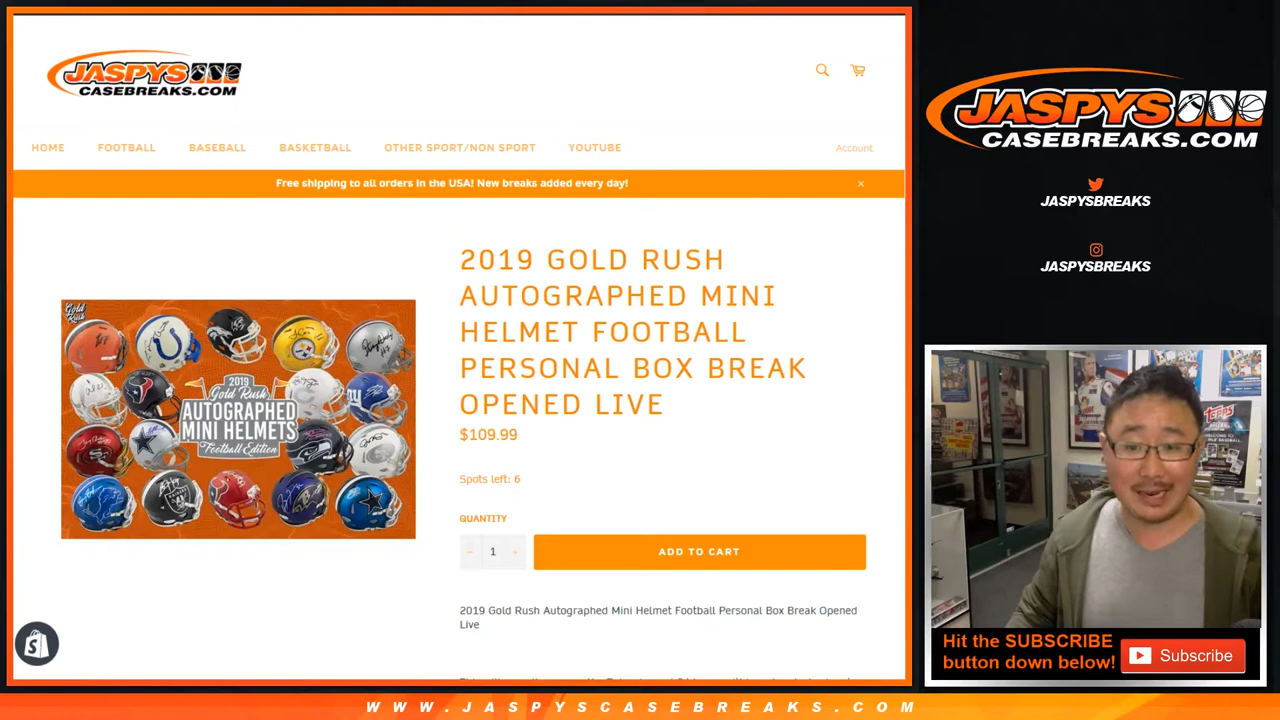 JASPYS
CASEBREAKS.COM
HOME
FOOTBALL
BASEBALL
BASKETBALL
OTHER SPORT/NON SPORT
YOUTUBE
Account
Free shipping to all orders in the USA! New breaks added every day!
2019 GOLD RUSH
AUTOGRAPHED MINI
HELMET FOOTBALL
PERSONAL BOX BREAK
OPENED LIVE
$109.99
Spots left: 6
QUANTITY
- 1 +
ADD TO CART
2019 Gold Rush Autographed Mini Helmet Football Personal Box Break Opened
Live
Gold
Rush
2019
Gold Rush
AUTOGRAPHED
MINI HELMETS
Football Edition
JASPYS
CASEBREAKS.COM
JASPYSBREAKS
JASPYSBREAKS
TOPPS
Hit the SUBSCRIBE
button down below!
Subscribe
WWW.JASPYSCASEBREAKS.COM